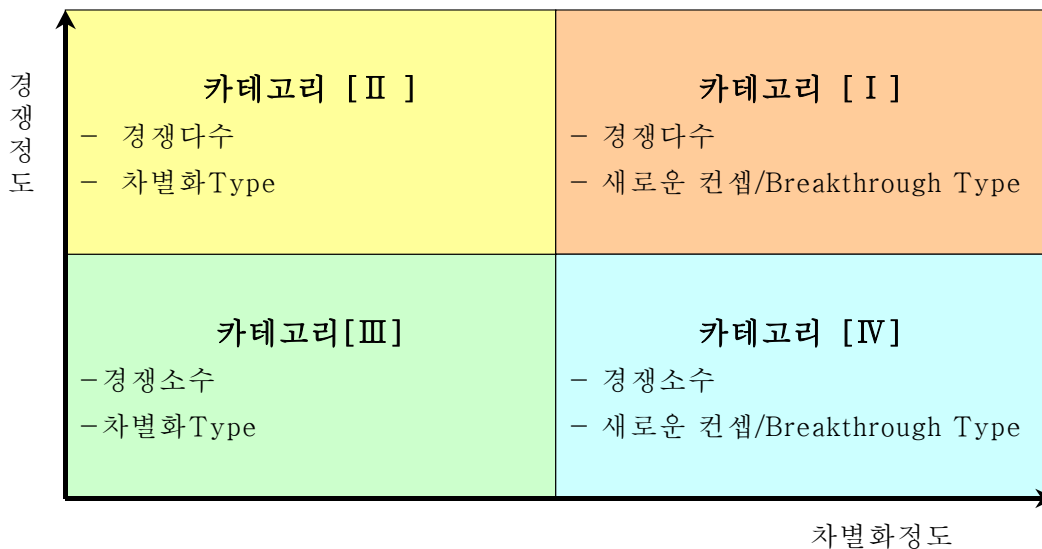 경쟁정도
카테고리 [Ⅱ ]
- 경쟁다수
- 차별화Type
카테고리 [Ⅰ]
- 경쟁다수
- 새로운 컨셉/Breakthrough Type
카테고리[Ⅲ]
-경쟁소수
-차별화Type
카테고리 [Ⅳ]
- 경쟁소수
- 새로운 컨셉/Breakthrough Type
차별화정도